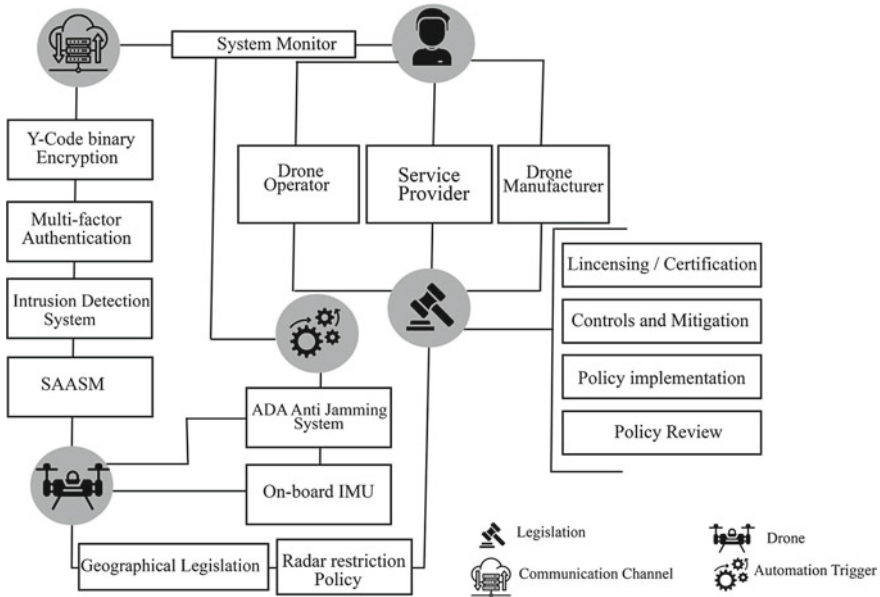 System Monitor
Y-Code binary
Encryption
Drone
Operator
Service
Provider
Drone
Manufacturer
Multi-factor
Authentication
Lincensing / Certification
Intrusion Detection
System
Controls and Mitigation
SAASM
Policy implementation
ADA Anti Jamming
System
Policy Review
On-board IMU
Geographical Legislation
Radar restriction
Policy
Legislation
Drone
Communication Channel
Automation Trigger